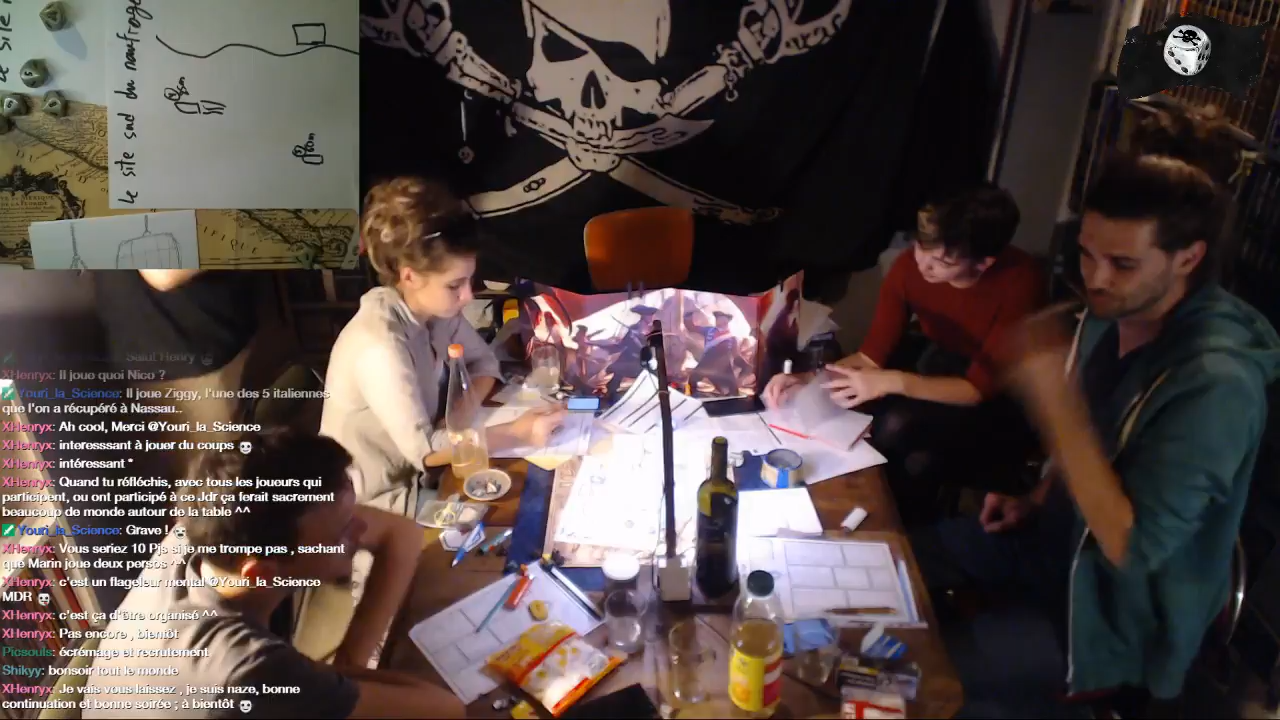 le site sud du naufrage
Salut Henry
XHenryx: Il joue quoi Nico ?
Youri_la_Science: Il joue Ziggy, l'une des 5 italiennes
que l'on a récupéré à Nassau..
XHenryx: Ah cool, Merci @Youri_la_Science
XHenryx: interesssant à jouer du coups
XHenryx: intéressant *
XHenryx: Quand tu réfléchis, avec tous les joueurs qui
participent, ou ont participé à ce Jdr ça ferait sacrement
beaucoup de monde autour de la table ^^
Youri_la_Science: Grave !
XHenryx: Vous seriez 10 Pjs si je me trompe pas , sachant
que Marin joue deux persos ^^
XHenryx: c'est un flageleur mental @Youri_la_Science
MDR
XHenryx: c'est ça d'être organisé ^^
XHenryx: Pas encore , bientôt
Picsouls: écrémage et recrutement
Shikyy: bonsoir tout le monde
XHenryx: Je vais vous laissez , je suis naze, bonne
continuation et bonne soirée ; à bientôt